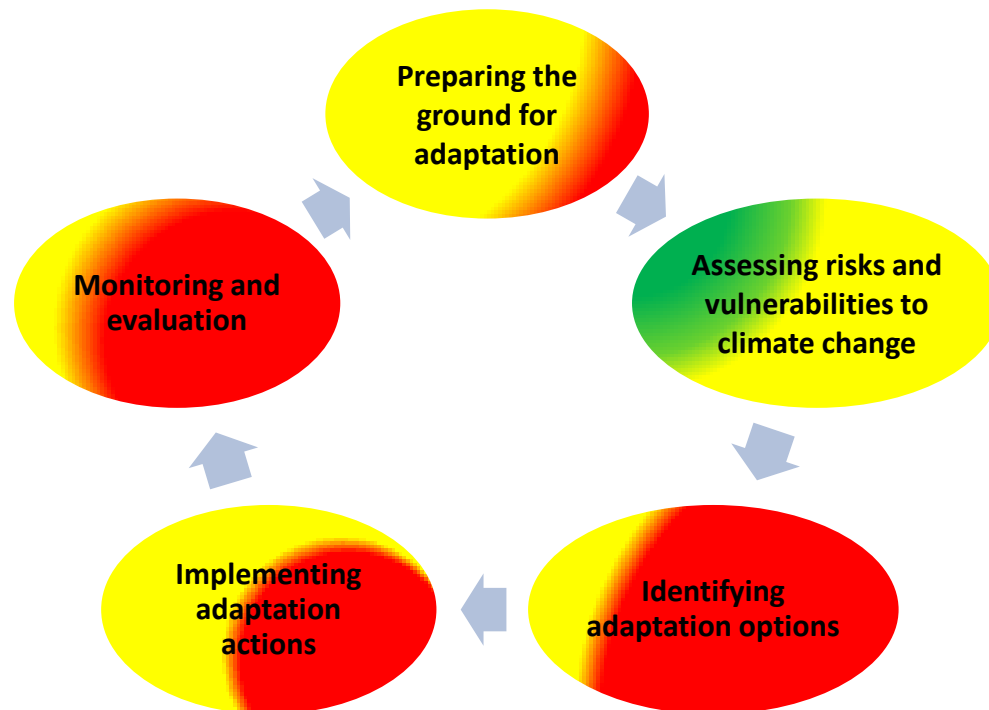 Preparing the
ground for
adaptation
Assessing risks and
vulnerabilities to
climate change
Identifying
adaptation options
Implementing
adaptation
actions
Monitoring and
evaluation